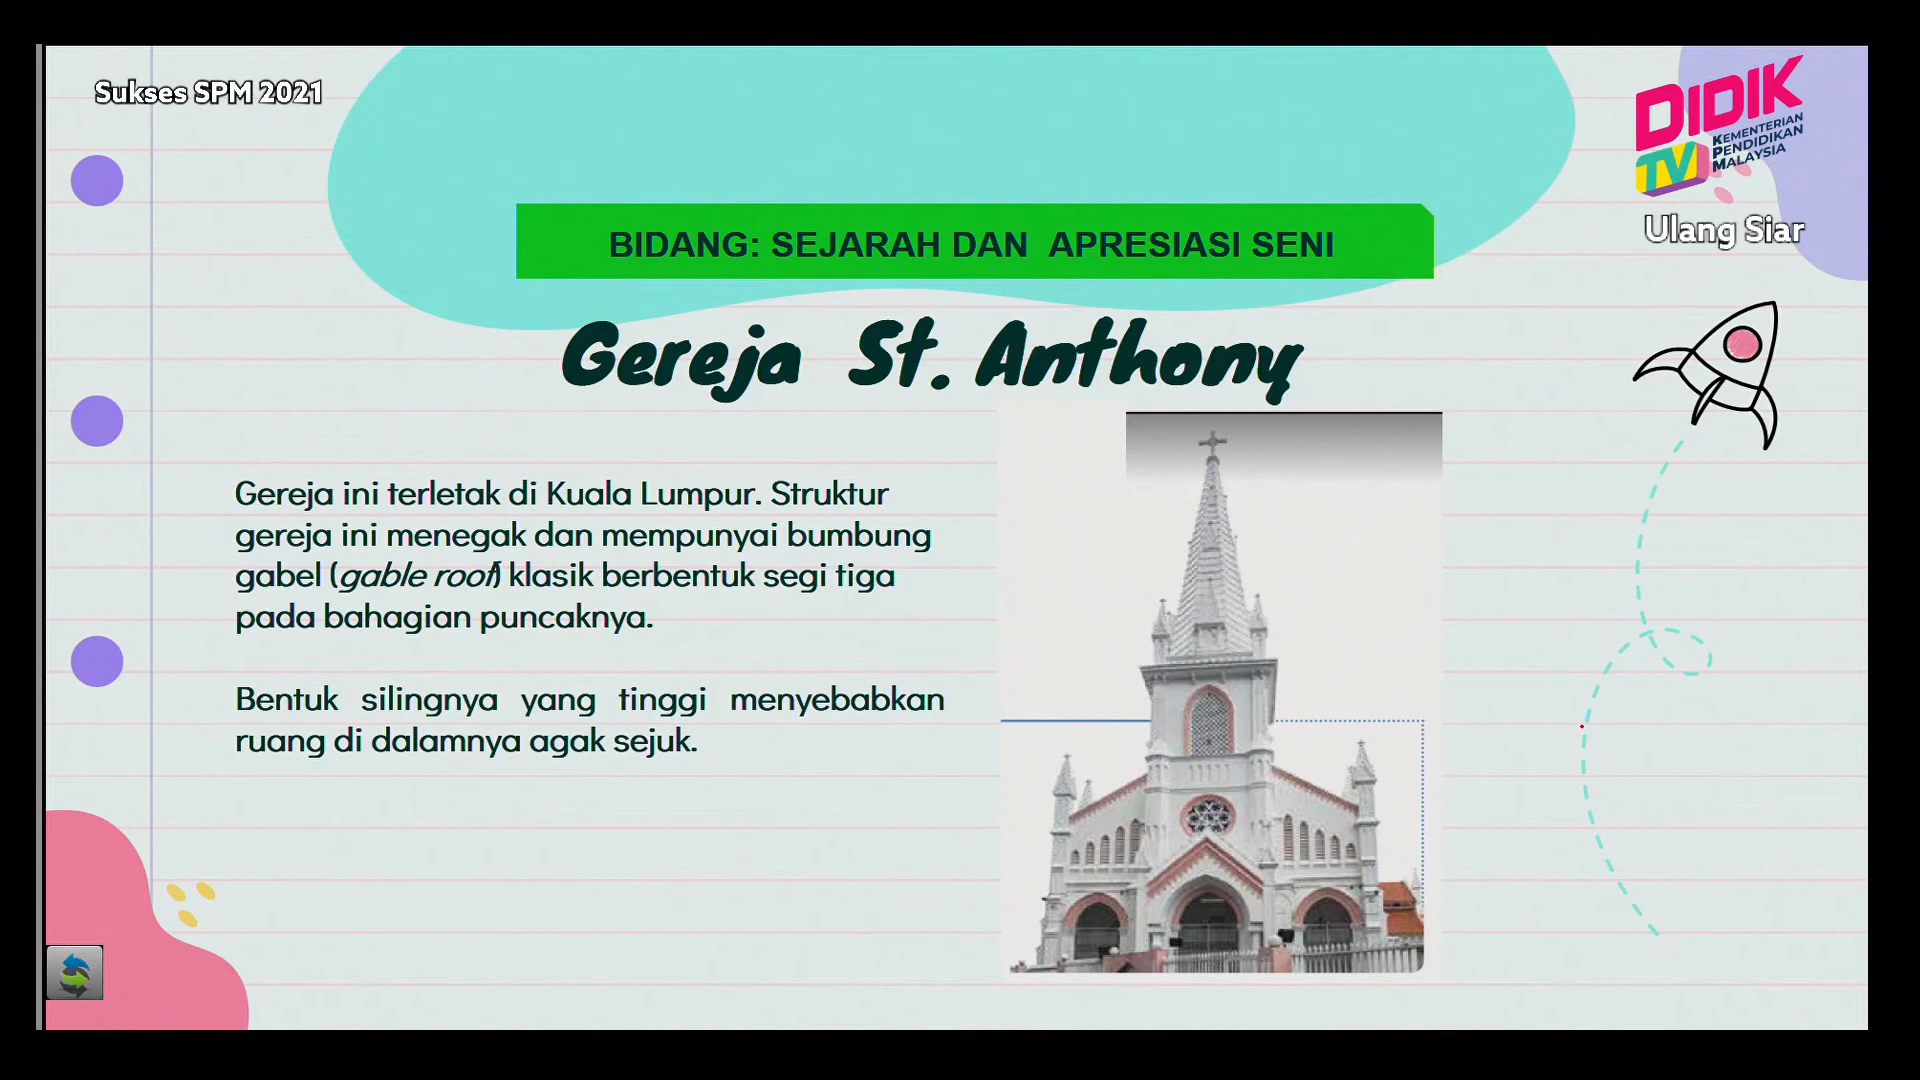 Sukses SPM 2021
DIDIK
TV
KEMENTERIAN
PENDIDIKAN
MALAYSIA
Ulang Siar
BIDANG: SEJARAH DAN APRESIASI SENI
Gereja St. Anthony
Gereja ini terletak di Kuala Lumpur. Struktur
gereja ini menegak dan mempunyai bumbung
gabel (gable roof) klasik berbentuk segi tiga
pada bahagian puncaknya.
Bentuk silingnya yang tinggi menyebabkan
ruang di dalamnya agak sejuk.